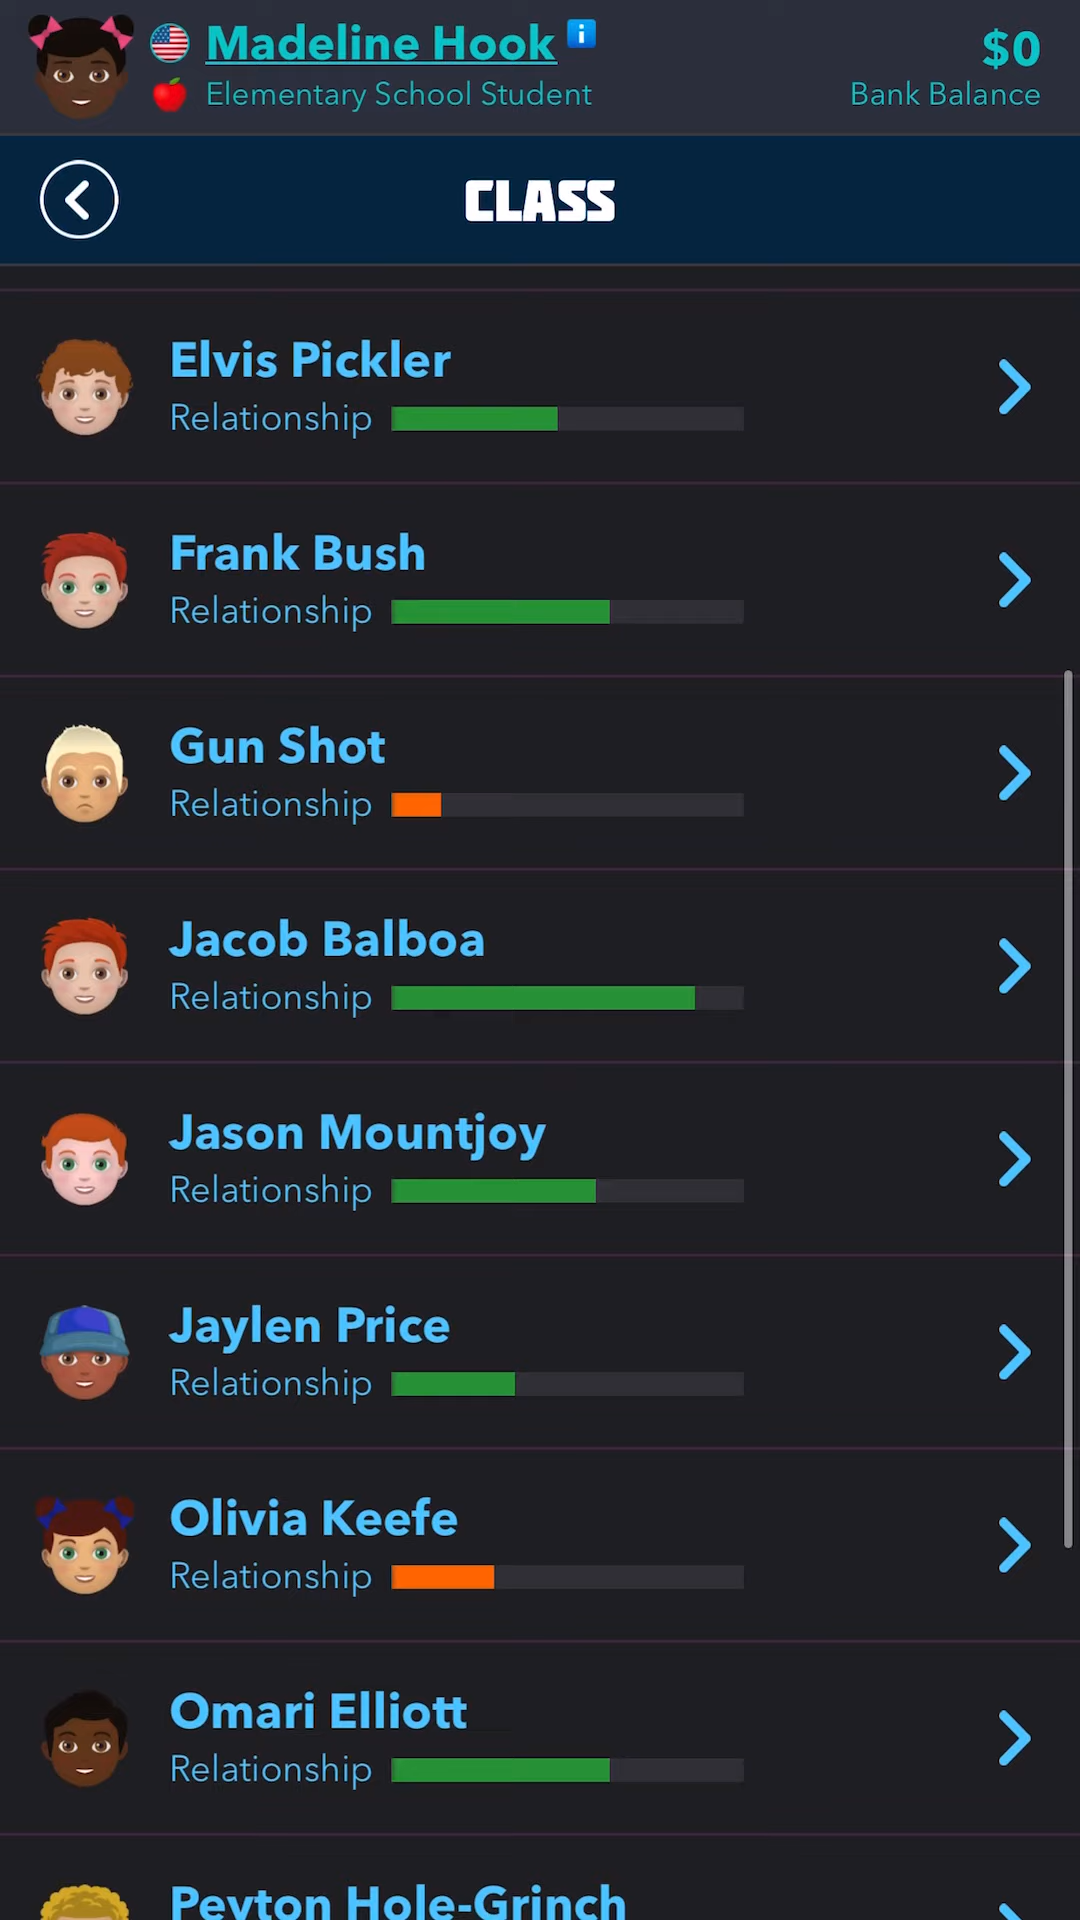 Madeline Hook
$0
Elementary School Student
Bank Balance
CLASS
Elvis Pickler
Relationship
Frank Bush
Relationship
Gun Shot
Relationship
Jacob Balboa
Relationship
Jason Mountjoy
Relationship
Jaylen Price
Relationship
Olivia Keefe
Relationship
Omari Elliott
Relationship
Peyton Hole-Grinch